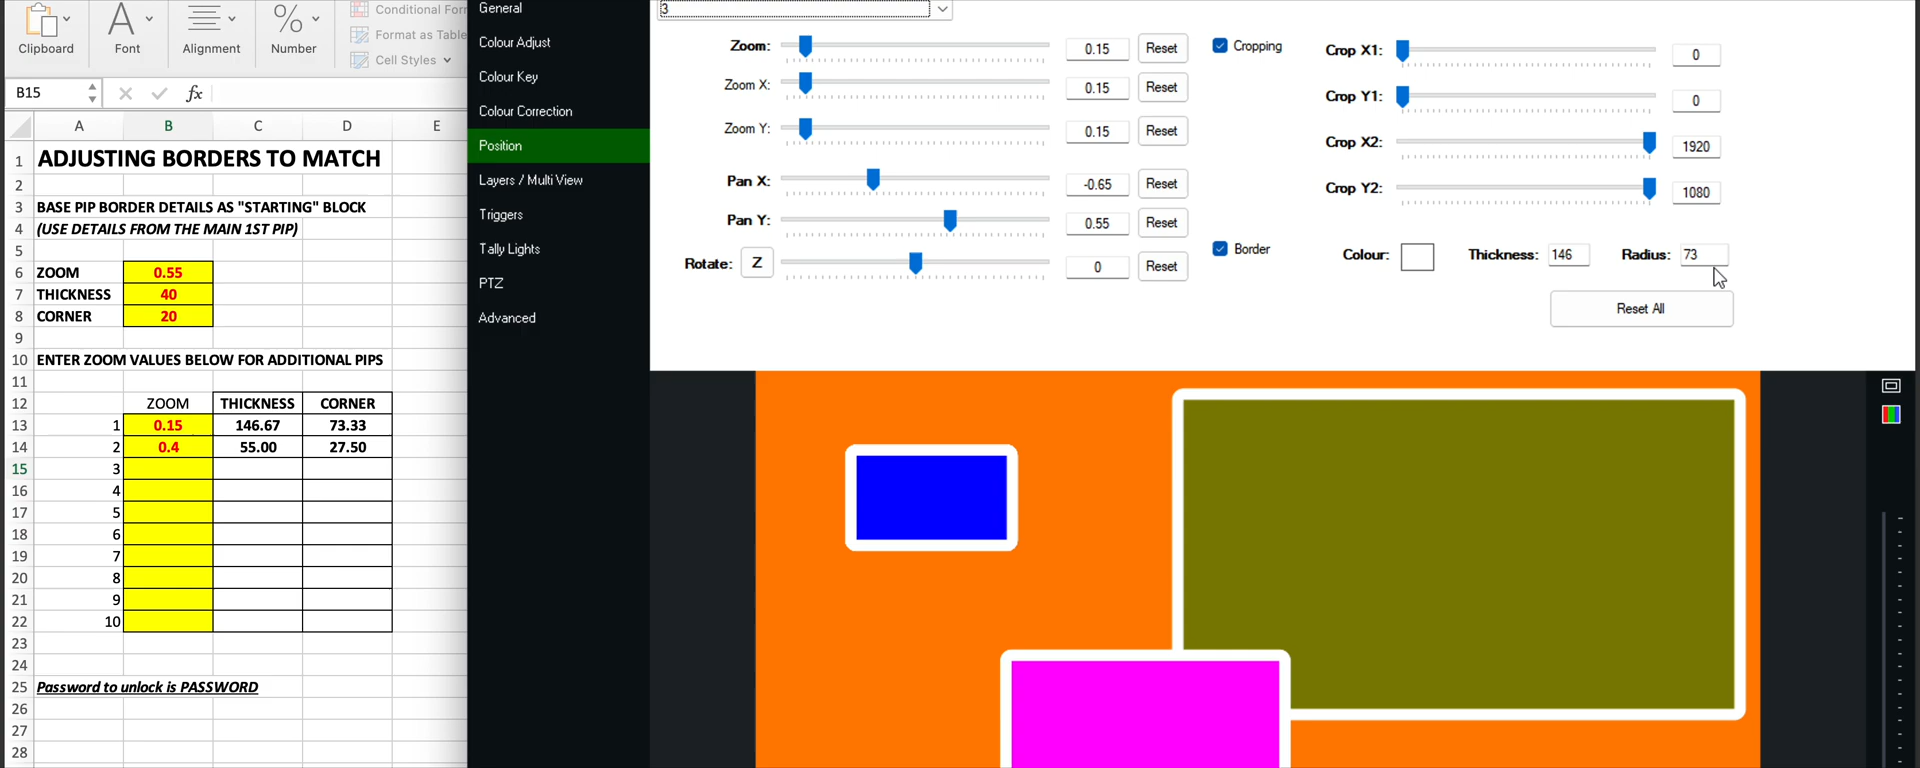 Clipboard
Font
Alignment
%
Number
Conditional Form
Format as Table
Cell Styles
B15
fx
A B C D E
1 ADJUSTING BORDERS TO MATCH
2
3 BASE PIP BORDER DETAILS AS "STARTING" BLOCK
4 (USE DETAILS FROM THE MAIN 1ST PIP)
5
6 ZOOM 0.55
7 THICKNESS 40
8 CORNER 20
9
10 ENTER ZOOM VALUES BELOW FOR ADDITIONAL PIPS
11
12 ZOOM THICKNESS CORNER
13 1 0.15 146.67 73.33
14 2 0.4 55.00 27.50
15 3
16 4
17 5
18 6
19 7
20 8
21 9
22 10
23
24
25 Password to unlock is PASSWORD
26
27
28
General
Colour Adjust
Colour Key
Colour Correction
Position
Layers / Multi View
Triggers
Tally Lights
PTZ
Advanced
3
Zoom: 0.15 Reset
Zoom X: 0.15 Reset
Zoom Y: 0.15 Reset
Pan X: -0.65 Reset
Pan Y: 0.55 Reset
Rotate: Z 0 Reset
Cropping
Crop X1: 0
Crop Y1: 0
Crop X2: 1920
Crop Y2: 1080
Border
Colour: Thickness: 146 Radius: 73
Reset All